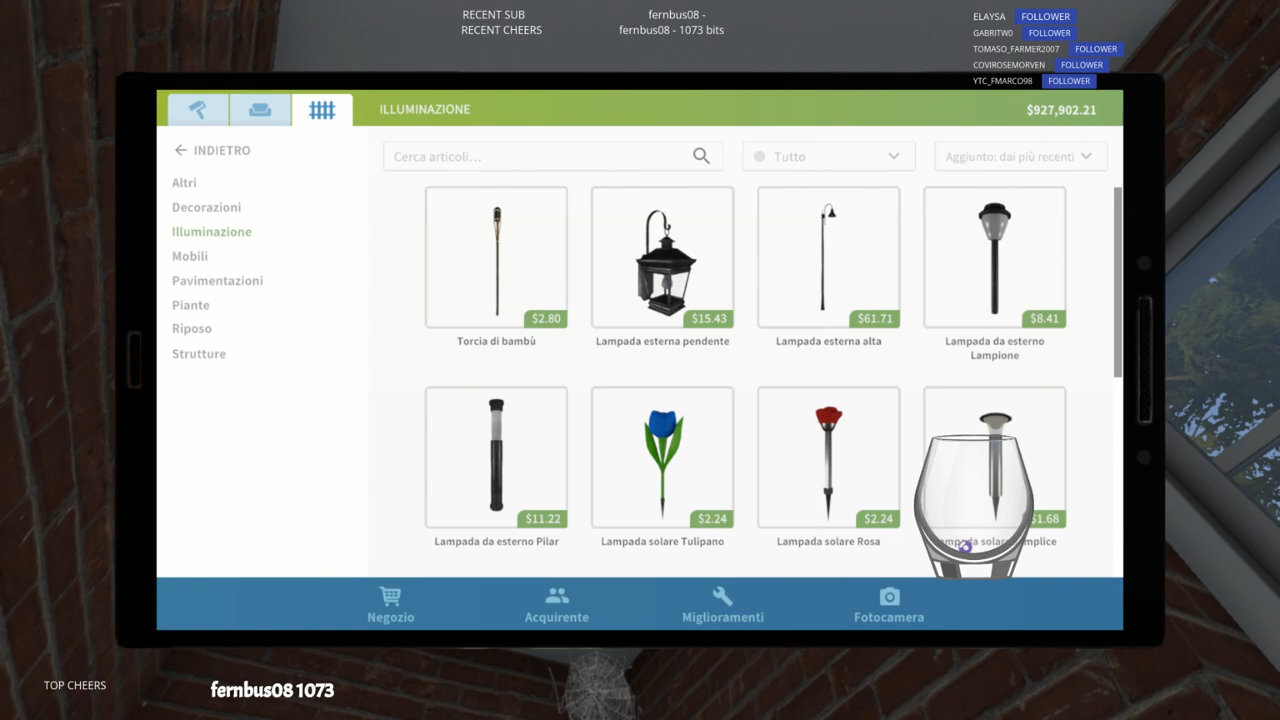 RECENT SUB
fernbus08 -
RECENT CHEERS
fernbus08 - 1073 bits
ELAYSA FOLLOWER
GABRITW0 FOLLOWER
TOMASO_FARMER2007 FOLLOWER
COVIROSEMORVEN FOLLOWER
YTC_FMARCO98 FOLLOWER
ILLUMINAZIONE
$927,902.21
INDIETRO
Altri
Decorazioni
Illuminazione
Mobili
Pavimentazioni
Piante
Riposo
Strutture
Cerca articoli...
Tutto
Aggiunto: dai più recenti
$2.80
$15.43
$61.71
$8.41
Torcia di bambù
Lampada esterna pendente
Lampada esterna alta
Lampada da esterno
Lampione
$11.22
$2.24
$2.24
$1.68
Lampada da esterno Pilar
Lampada solare Tulipano
Lampada solare Rosa
Negozio
Acquirente
Miglioramenti
Fotocamera
TOP CHEERS
fernbus08 1073